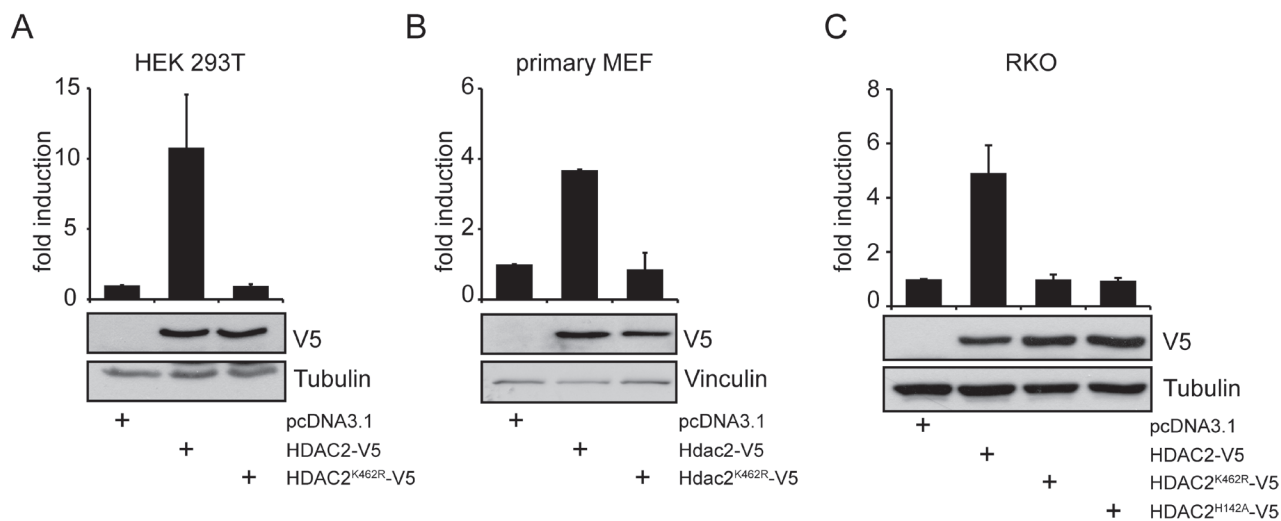 A
HEK 293T
fold induction
15
10
5
0
V5
Tubulin
+ pcDNA3.1
+ HDAC2-V5
+ HDAC2K462R-V5
B
primary MEF
fold induction
6
4
2
0
V5
Vinculin
+ pcDNA3.1
+ Hdac2-V5
+ Hdac2K462R-V5
C
RKO
fold induction
8
6
4
2
0
V5
Tubulin
+ pcDNA3.1
+ HDAC2-V5
+ HDAC2K462R-V5
+ HDAC2H142A-V5